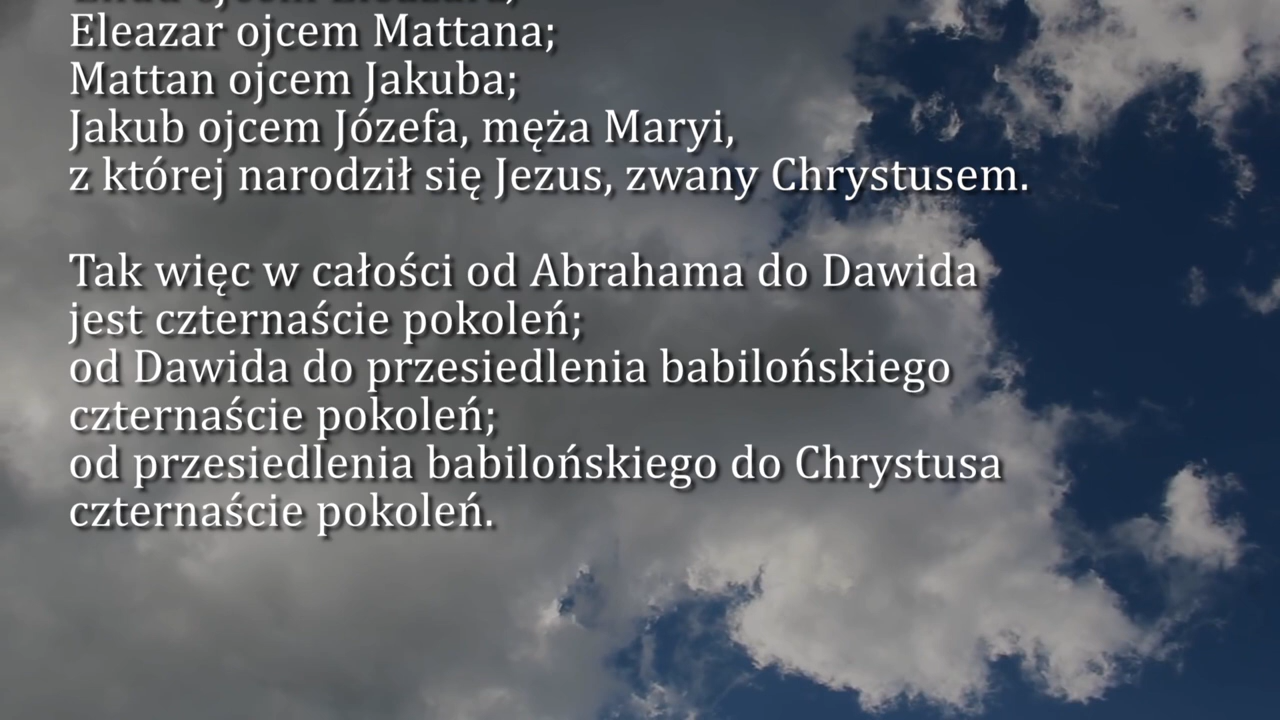 Eleazar ojcem Mattana;
Mattan ojcem Jakuba;
Jakub ojcem Józefa, męża Maryi,
z której narodził się Jezus, zwany Chrystusem.
Tak więc w całości od Abrahama do Dawida
jest czternaście pokoleń;
od Dawida do przesiedlenia babilońskiego
czternaście pokoleń;
od przesiedlenia babilońskiego do Chrystusa
czternaście pokoleń.